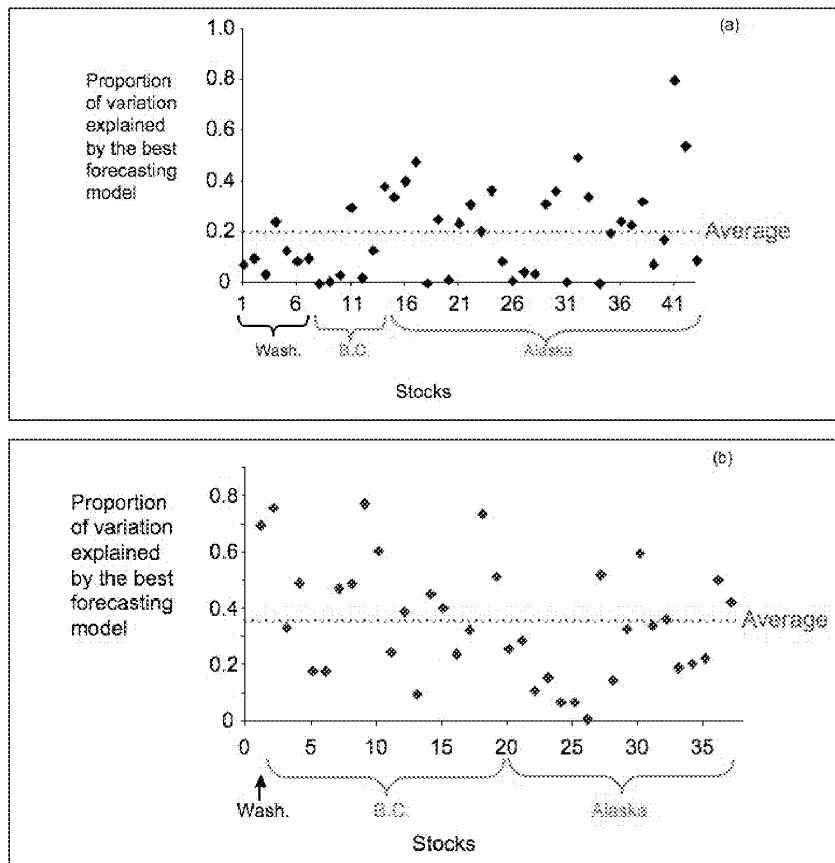 (a)
Proportion
of variation
explained
by the best
forecasting
model
1.0
0.8
0.6
0.4
0.2
0
Average
1 6 11 16 21 26 31 36 41
Wash. B.C. Alaska
Stocks
(b)
Proportion
of variation
explained
by the best
forecasting
model
0.8
0.6
0.4
0.2
0
Average
0 5 10 15 20 25 30 35
Wash. B.C. Alaska
Stocks